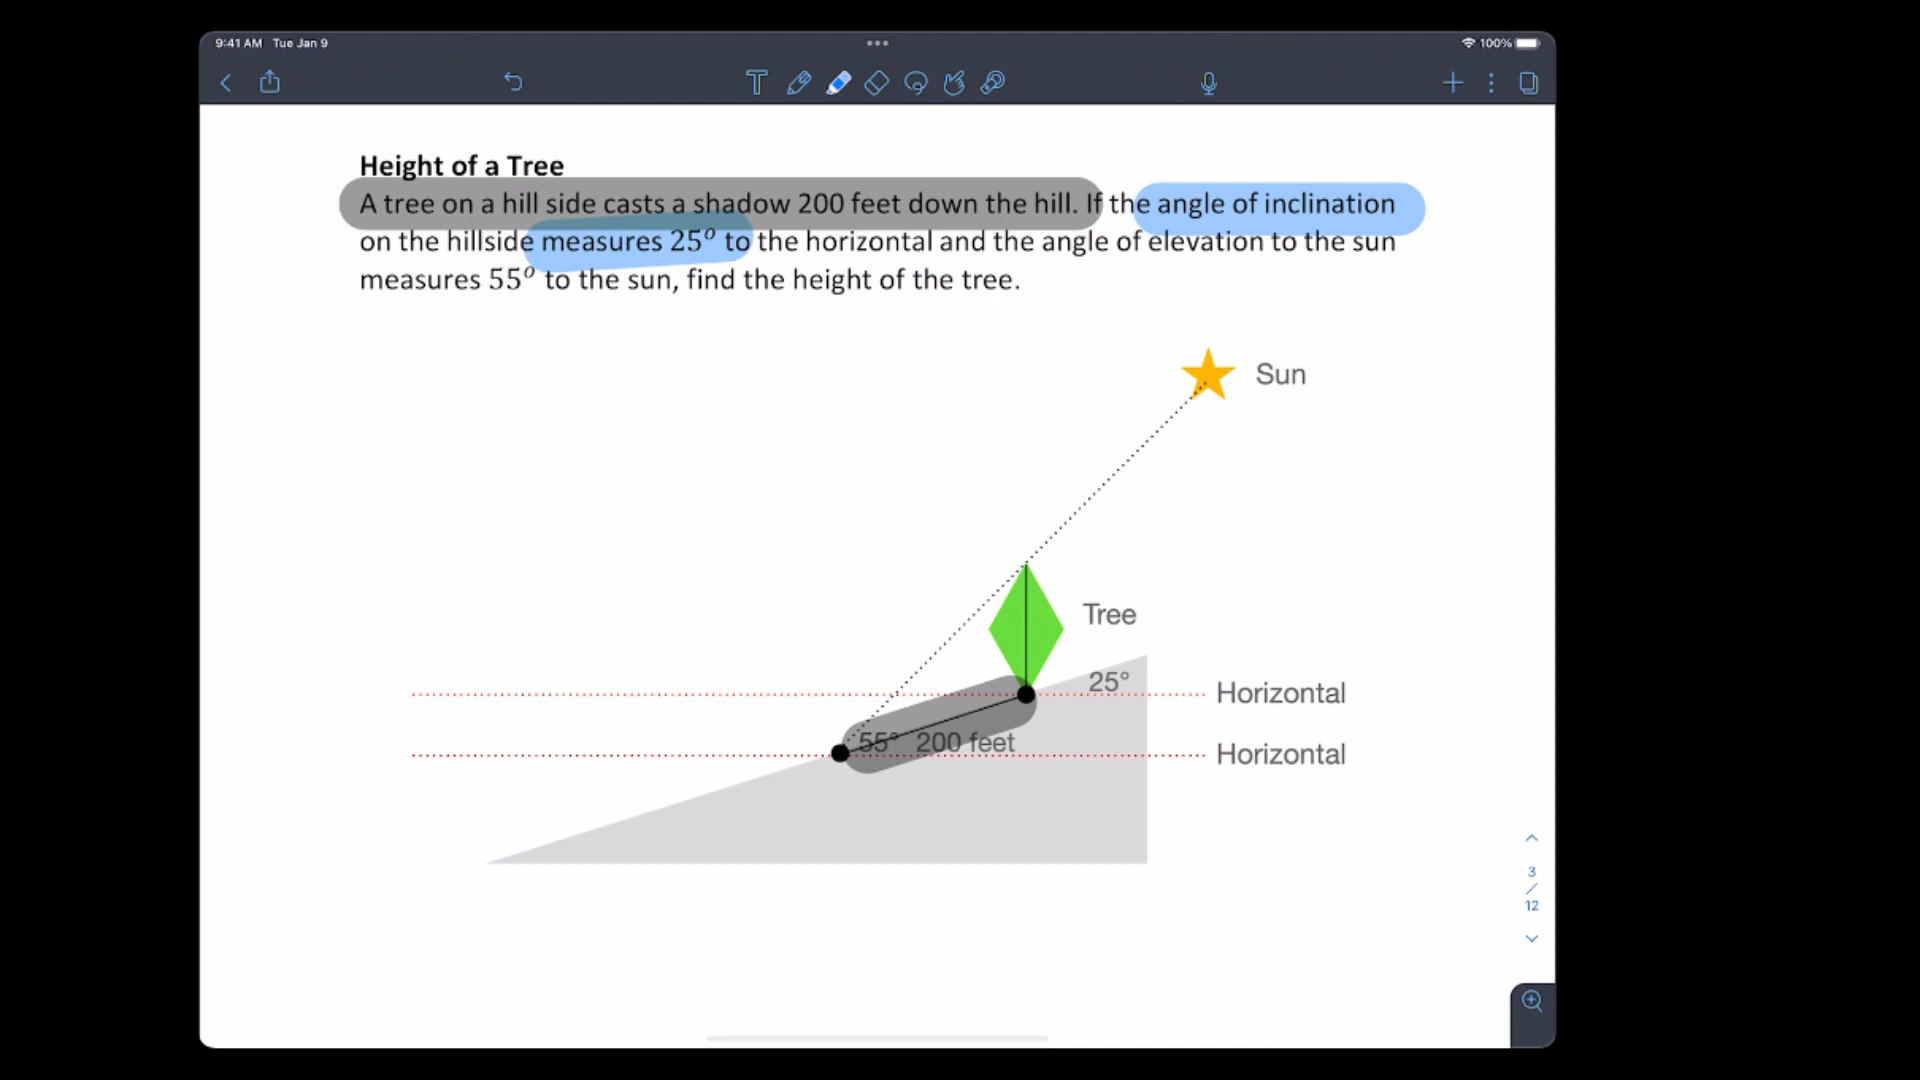 9:41 AM Tue Jan 9
100%
Height of a Tree
A tree on a hill side casts a shadow 200 feet down the hill. If the angle of inclination
on the hillside measures 25° to the horizontal and the angle of elevation to the sun
measures 55° to the sun, find the height of the tree.
Sun
Tree
25°
Horizontal
55° 200 feet
Horizontal
3
/
12